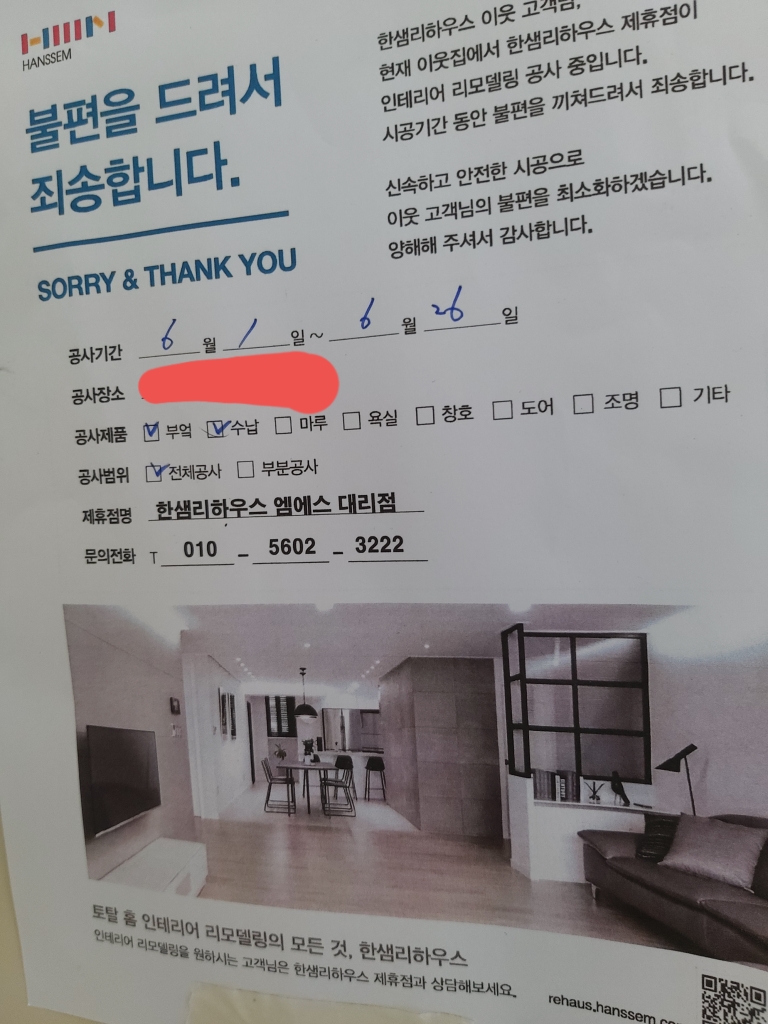 HANSSEM
불편을 드려서
죄송합니다.
SORRY & THANK YOU
한샘리하우스 이웃 고객님,
현재 이웃집에서 한샘리하우스 제휴점이
인테리어 리모델링 공사 중입니다.
시공기간 동안 불편을 끼쳐드려서 죄송합니다.
신속하고 안전한 시공으로
이웃 고객님의 불편을 최소화하겠습니다.
양해해 주셔서 감사합니다.
공사기간 6 월 1 일 ~ 6 월 26 일
공사장소
공사제품 ☑ 부엌 ☑ 수납 ☐ 마루 ☐ 욕실 ☐ 창호 ☐ 도어 ☐ 조명 ☐ 기타
공사범위 ☑ 전체공사 ☐ 부분공사
제휴점명 한샘리하우스 엠에스 대리점
문의전화 T 010 - 5602 - 3222
토탈 홈 인테리어 리모델링의 모든 것, 한샘리하우스
인테리어 리모델링을 원하시는 고객님은 한샘리하우스 제휴점과 상담해보세요.
rehaus.hanssem.co